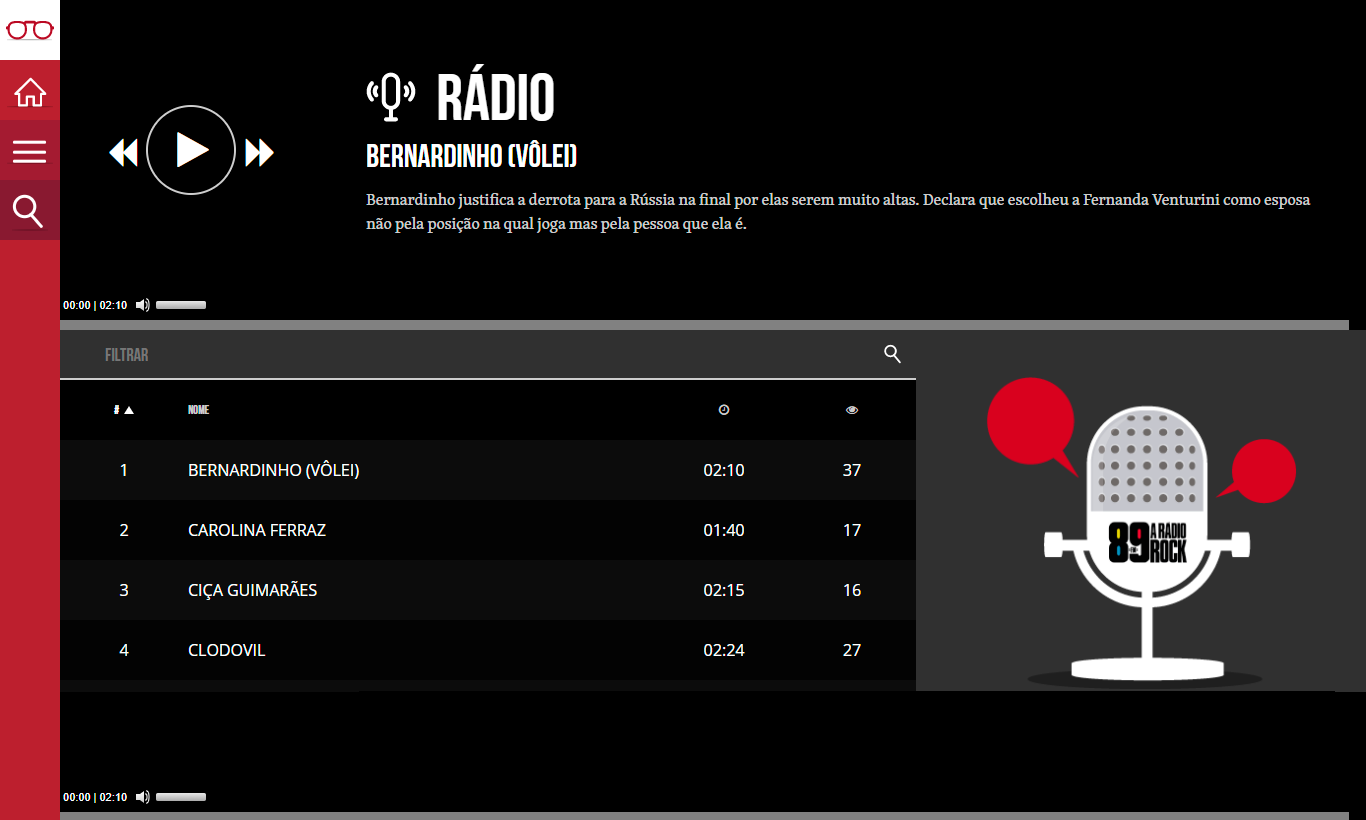 RÁDIO
BERNARDINHO (VÔLEI)
Bernardinho justifica a derrota para a Rússia na final por elas serem muito altas. Declara que escolheu a Fernanda Venturini como esposa
não pela posição na qual joga mas pela pessoa que ela é.
00:00 | 02:10
FILTRAR
# NOME
1 BERNARDINHO (VÔLEI) 02:10 37
2 CAROLINA FERRAZ 01:40 17
3 CIÇA GUIMARÃES 02:15 16
4 CLODOVIL 02:24 27
89 A RADIO
ROCK
00:00 | 02:10